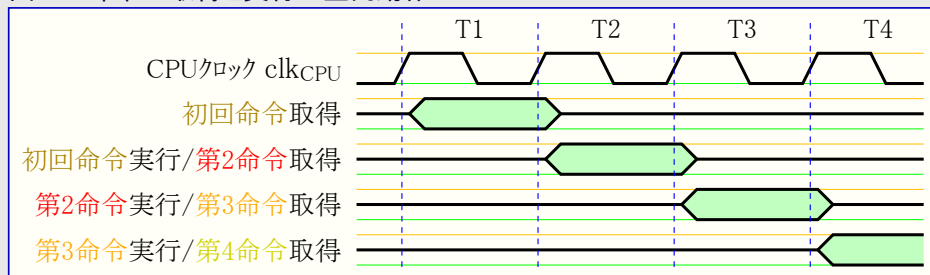 T1 T2 T3 T4
CPUｸﾛｯｸ clkCPU
初回命令取得
初回命令実行/第2命令取得
第2命令実行/第3命令取得
第3命令実行/第4命令取得